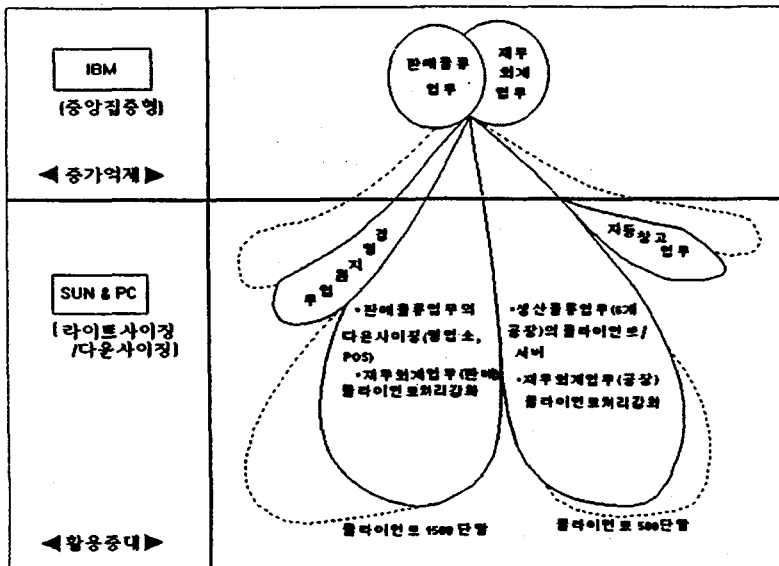 IBM
(중앙집중형)
◀ 증가억제 ▶
판매물류
업무
재무
회계
업무
SUN & PC
(라이트사이징
/다운사이징)
◀활용증대▶
경영지원업무
자동창고
업무
•판매물류업무의
다운사이징(영업소,
POS)
•재무회계업무(판매)
클라이언트처리강화
•생산물류업무(6개
공장)의클라이언트/
서버
•재무회계업무(공장)
클라이언트처리강화
클라이언트 1500 단말
클라이언트 500단말